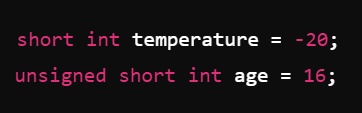 short int temperature = -20;
unsigned short int age = 16;